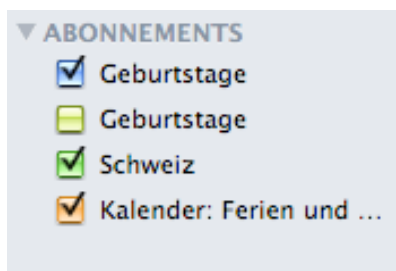 ABONNEMENTS
Geburtstage
Geburtstage
Schweiz
Kalender: Ferien und ...